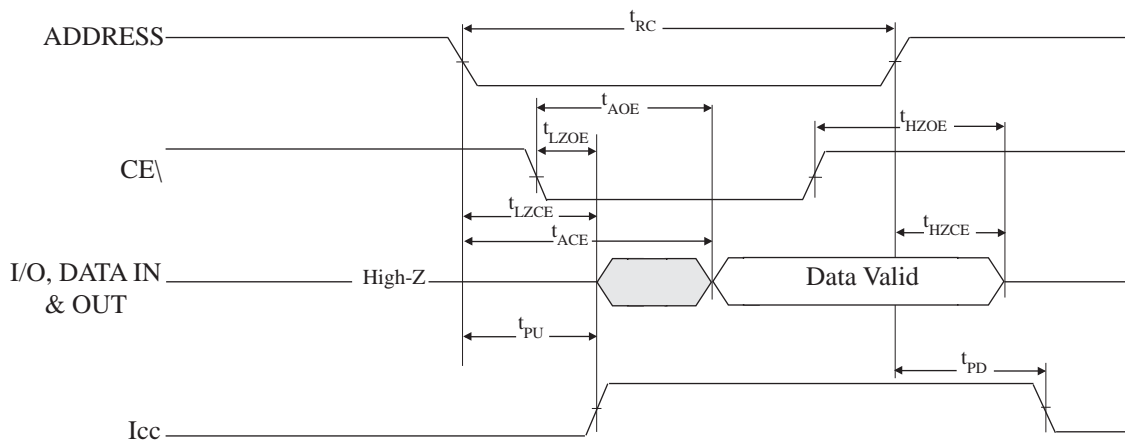 t_RC
ADDRESS
t_AOE
t_LZOE
t_HZOE
CE\
t_LZCE
t_HZCE
t_ACE
I/O, DATA IN
& OUT
High-Z
Data Valid
t_PU
t_PD
Icc